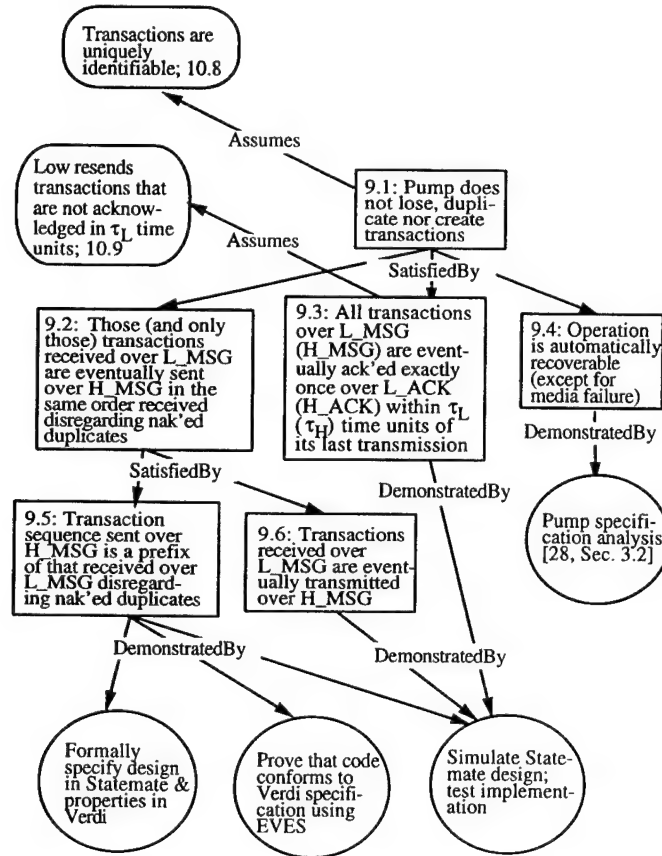 Transactions are
uniquely
identifiable; 10.8
Assumes
Low resends
transactions that
are not acknow-
ledged in τL time
units; 10.9
Assumes
9.1: Pump does
not lose, dupli-
cate nor create
transactions
SatisfiedBy
9.2: Those (and only
those) transactions
received over L_MSG
are eventually sent
over H_MSG in the
same order received
disregarding nak'ed
duplicates
9.3: All transactions
over L_MSG
(H_MSG) are event-
ually ack'ed exactly
once over L_ACK
(H_ACK) within τL
(τH) time units of
its last transmission
9.4: Operation
is automatically
recoverable
(except for
media failure)
SatisfiedBy
DemonstratedBy
DemonstratedBy
9.5: Transaction
sequence sent over
H_MSG is a prefix
of that received over
L_MSG disregard-
ing nak'ed duplicates
9.6: Transactions
received over
L_MSG are event-
ually transmitted
over H_MSG
Pump specifi-
cation analysis
[28, Sec. 3.2]
DemonstratedBy
DemonstratedBy
Formally
specify design
in Statemate &
properties in
Verdi
Prove that code
conforms to
Verdi specifi-
cation using
EVES
Simulate State-
mate design;
test implement-
ation